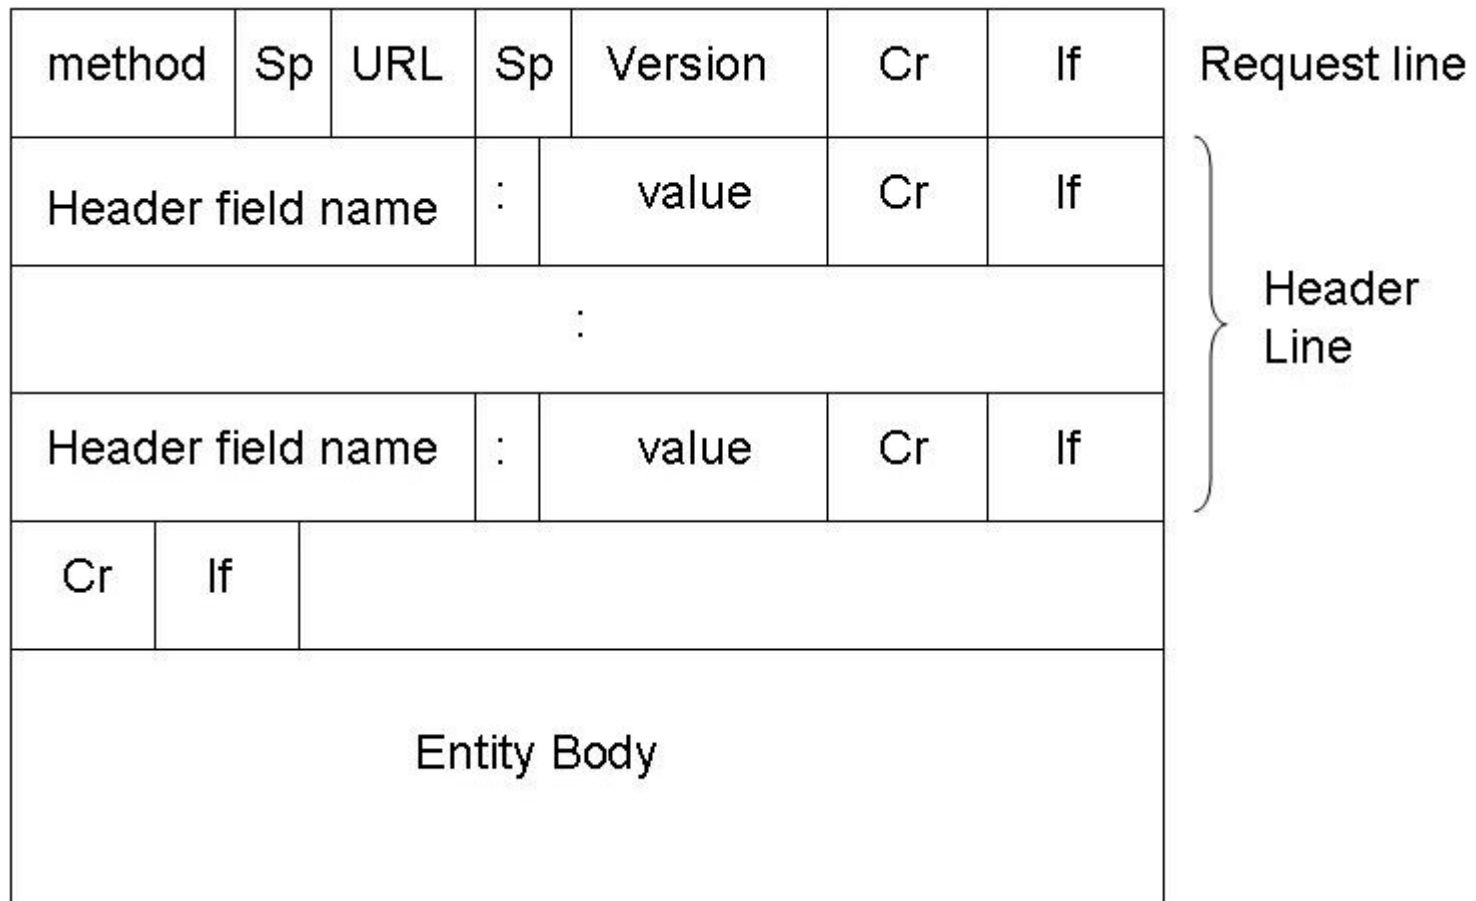 method Sp URL Sp Version Cr lf Request line
Header field name : value Cr lf
:
Header Line
Header field name : value Cr lf
Cr lf
Entity Body